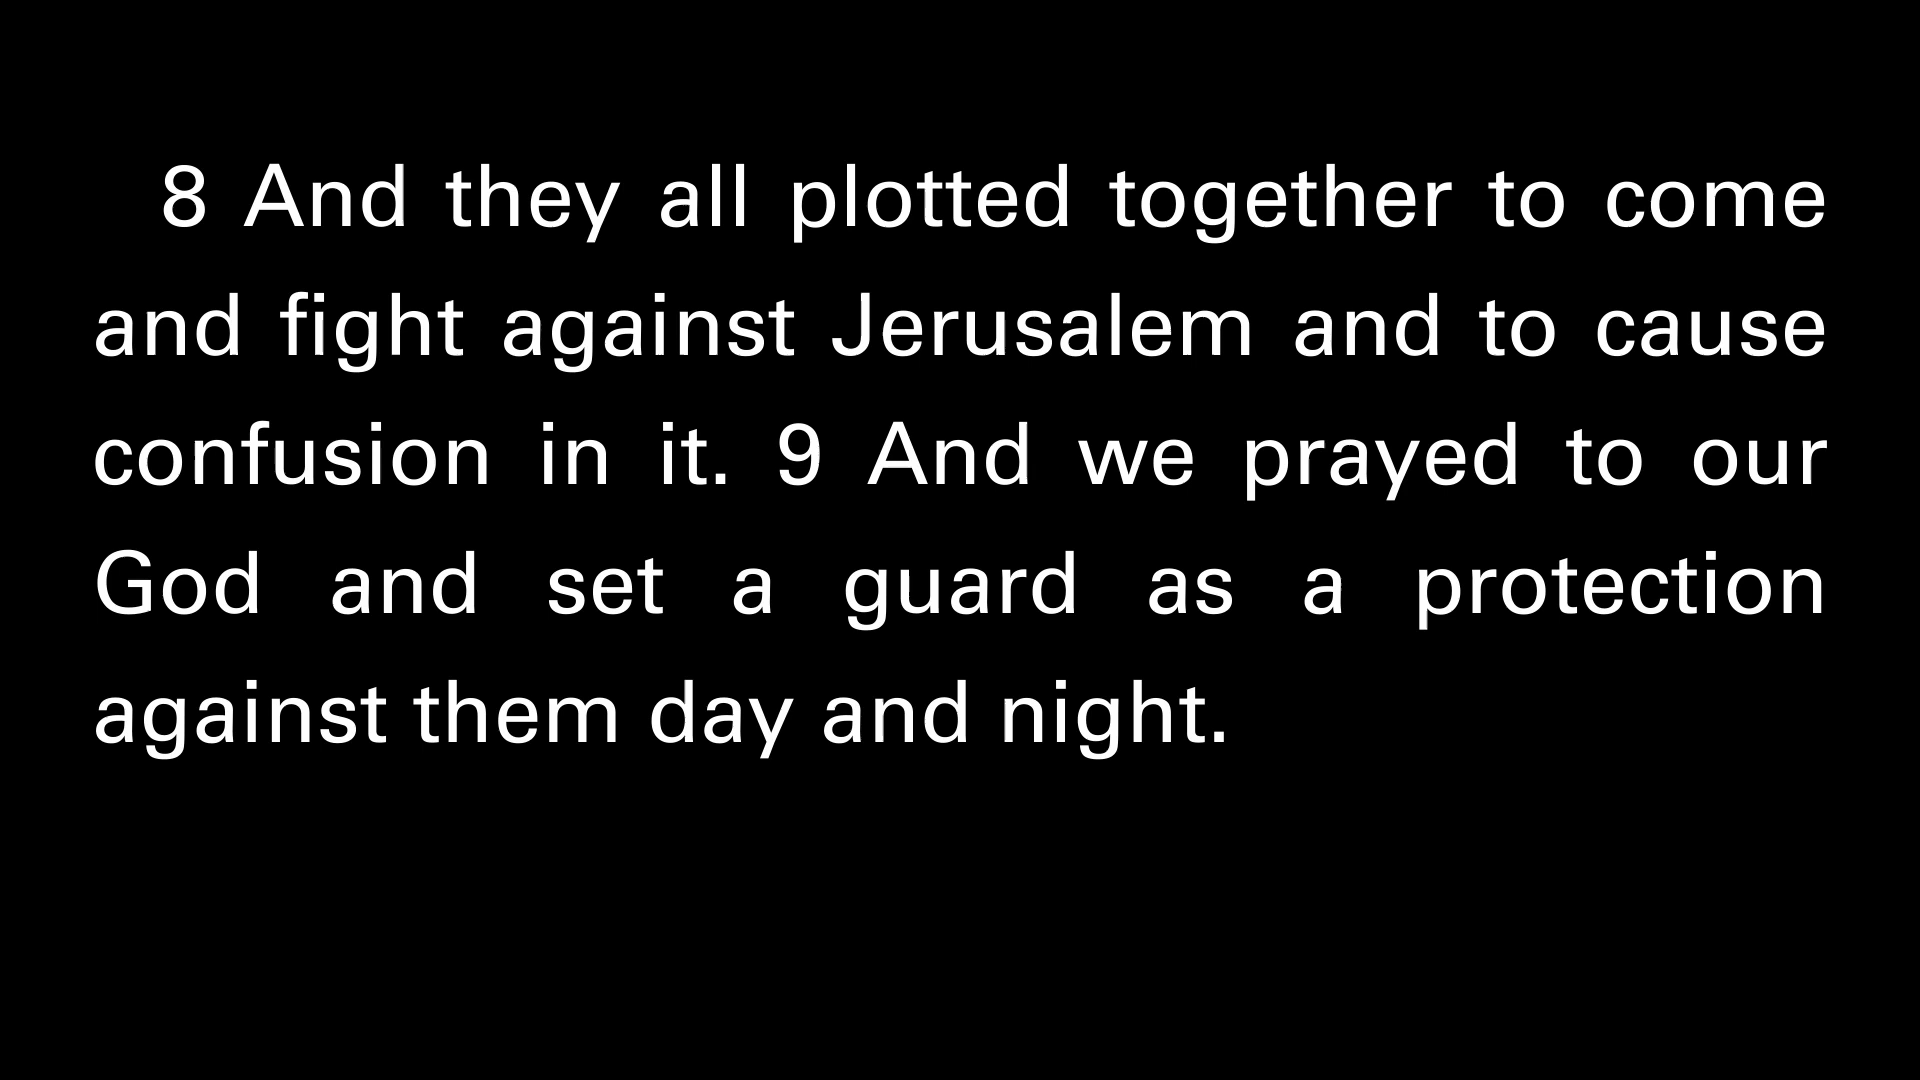 8 And they all plotted together to come
and fight against Jerusalem and to cause
confusion in it. 9 And we prayed to our
God and set a guard as a protection
against them day and night.